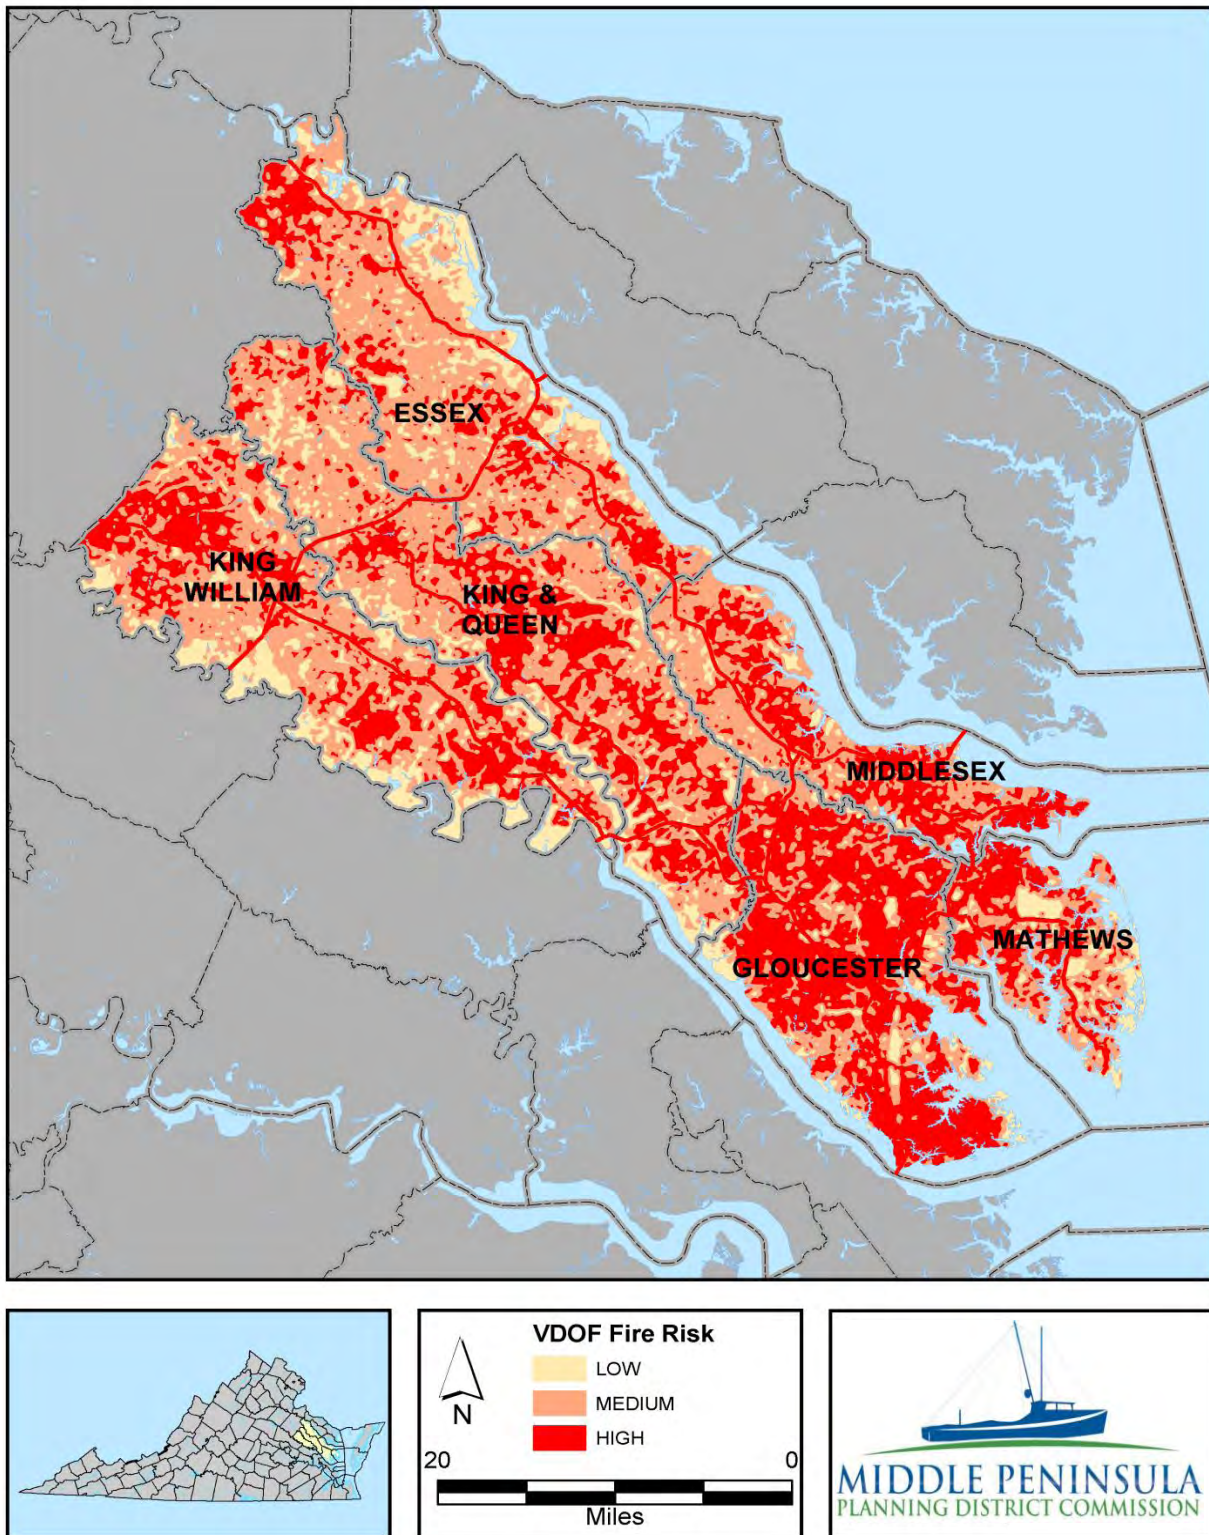 ESSEX
KING
WILLIAM
KING &
QUEEN
MIDDLESEX
MATHEWS
GLOUCESTER
VDOF Fire Risk
LOW
MEDIUM
HIGH
N
20 0
Miles
MIDDLE PENINSULA
PLANNING DISTRICT COMMISSION